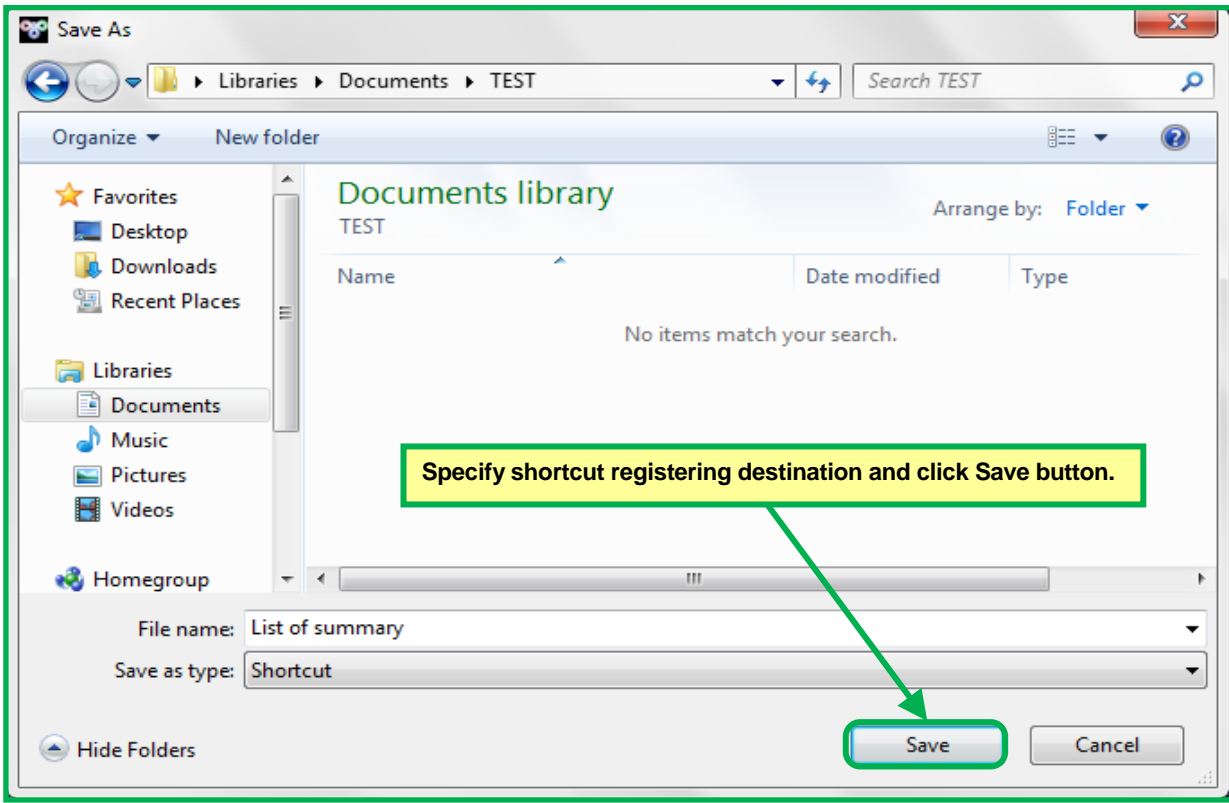 Save As
Libraries Documents TEST
Search TEST
Organize New folder
Favorites
Desktop
Downloads
Recent Places
Libraries
Documents
Music
Pictures
Videos
Homegroup
Documents library
TEST
Arrange by: Folder
Name Date modified Type
No items match your search.
Specify shortcut registering destination and click Save button.
File name: List of summary
Save as type: Shortcut
Hide Folders
Save Cancel